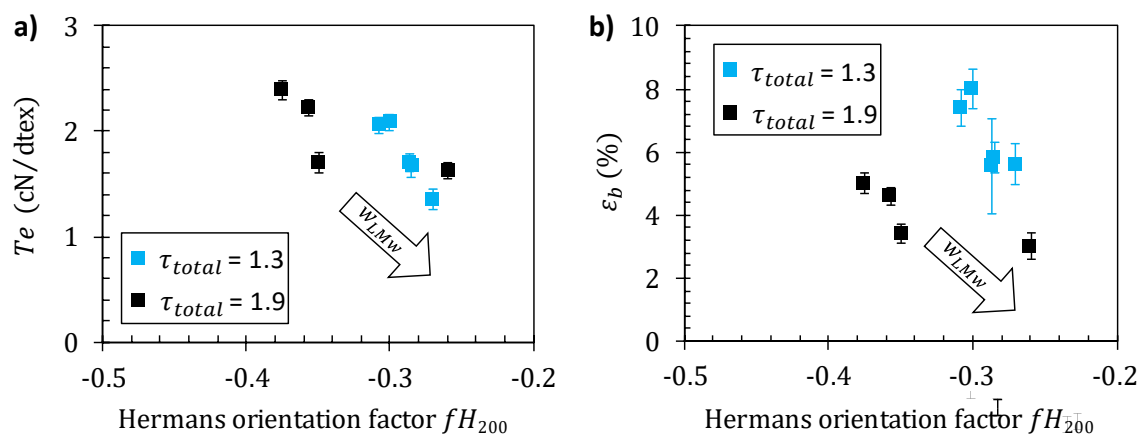 a)
3
2
1
0
Te (cN/dtex)
τ_total = 1.3
τ_total = 1.9
w_LMw
-0.5 -0.4 -0.3 -0.2
Hermans orientation factor fH_200
b)
10
8
6
4
2
0
ε_b (%)
τ_total = 1.3
τ_total = 1.9
w_LMw
-0.5 -0.4 -0.3 -0.2
Hermans orientation factor fH_200